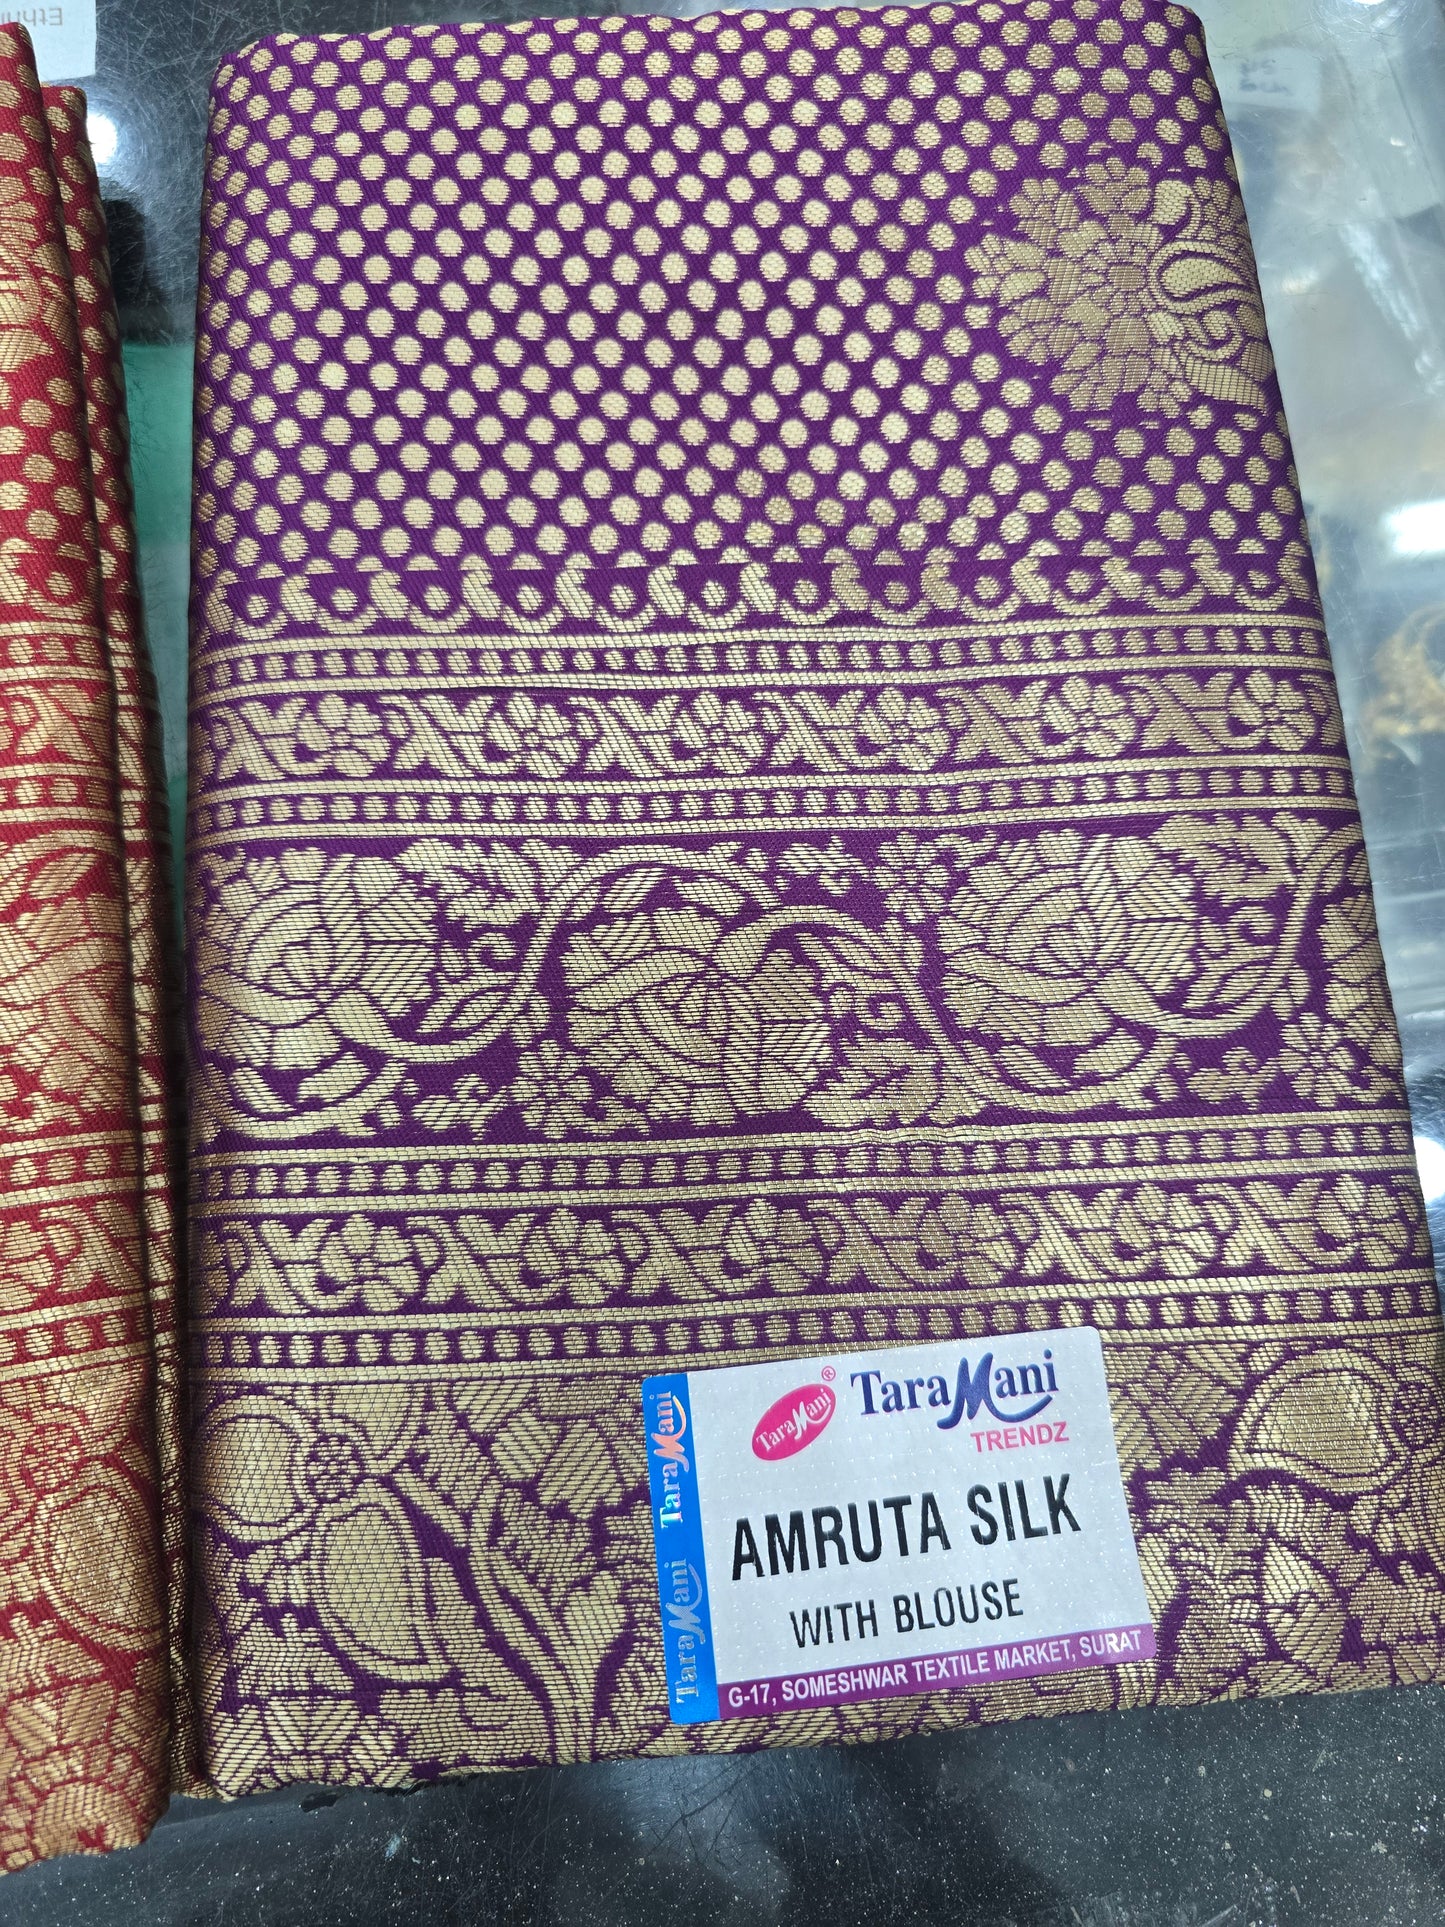 TaraMani
TaraMani
TaraMani ®
TaraMani
TRENDZ
AMRUTA SILK
WITH BLOUSE
G-17, SOMESHWAR TEXTILE MARKET, SURAT